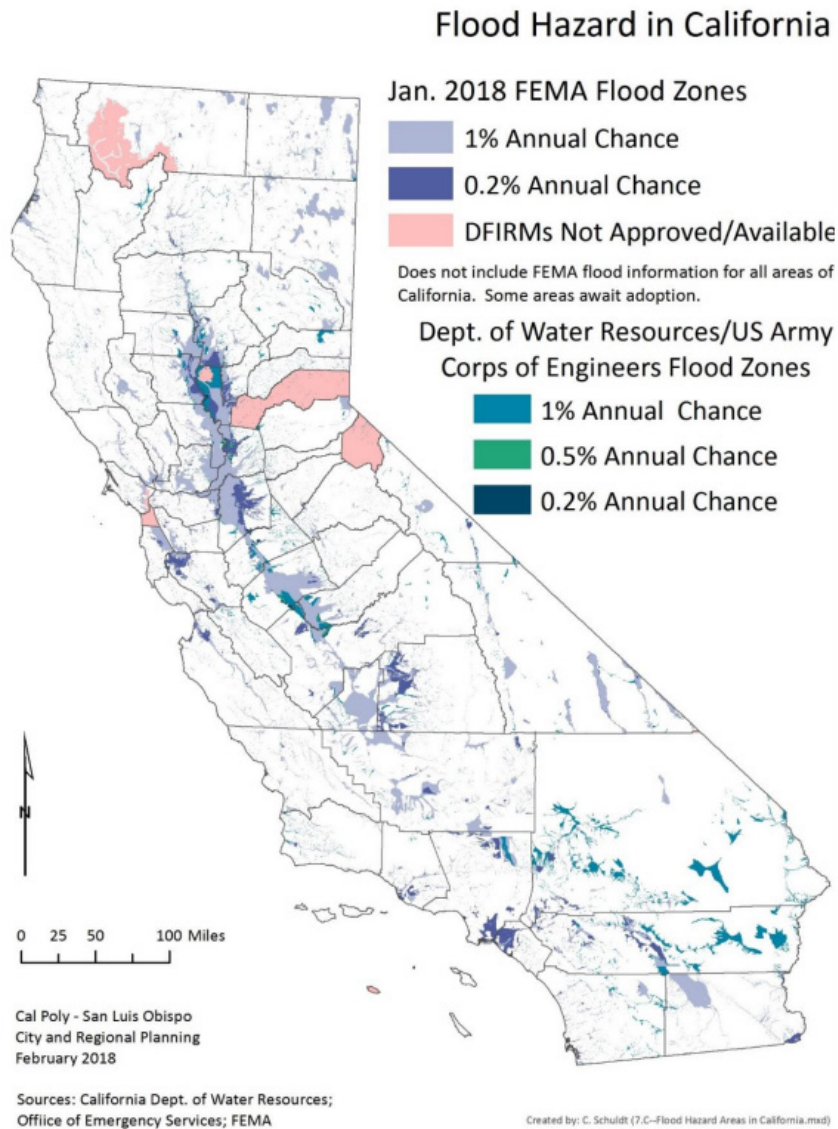 Flood Hazard in California
Jan. 2018 FEMA Flood Zones
1% Annual Chance
0.2% Annual Chance
DFIRMs Not Approved/Available
Does not include FEMA flood information for all areas of
California. Some areas await adoption.
Dept. of Water Resources/US Army
Corps of Engineers Flood Zones
1% Annual Chance
0.5% Annual Chance
0.2% Annual Chance
N
0 25 50 100 Miles
Cal Poly - San Luis Obispo
City and Regional Planning
February 2018
Sources: California Dept. of Water Resources;
Offiice of Emergency Services; FEMA
Created by: C. Schuldt (7.C--Flood Hazard Areas in California.mxd)